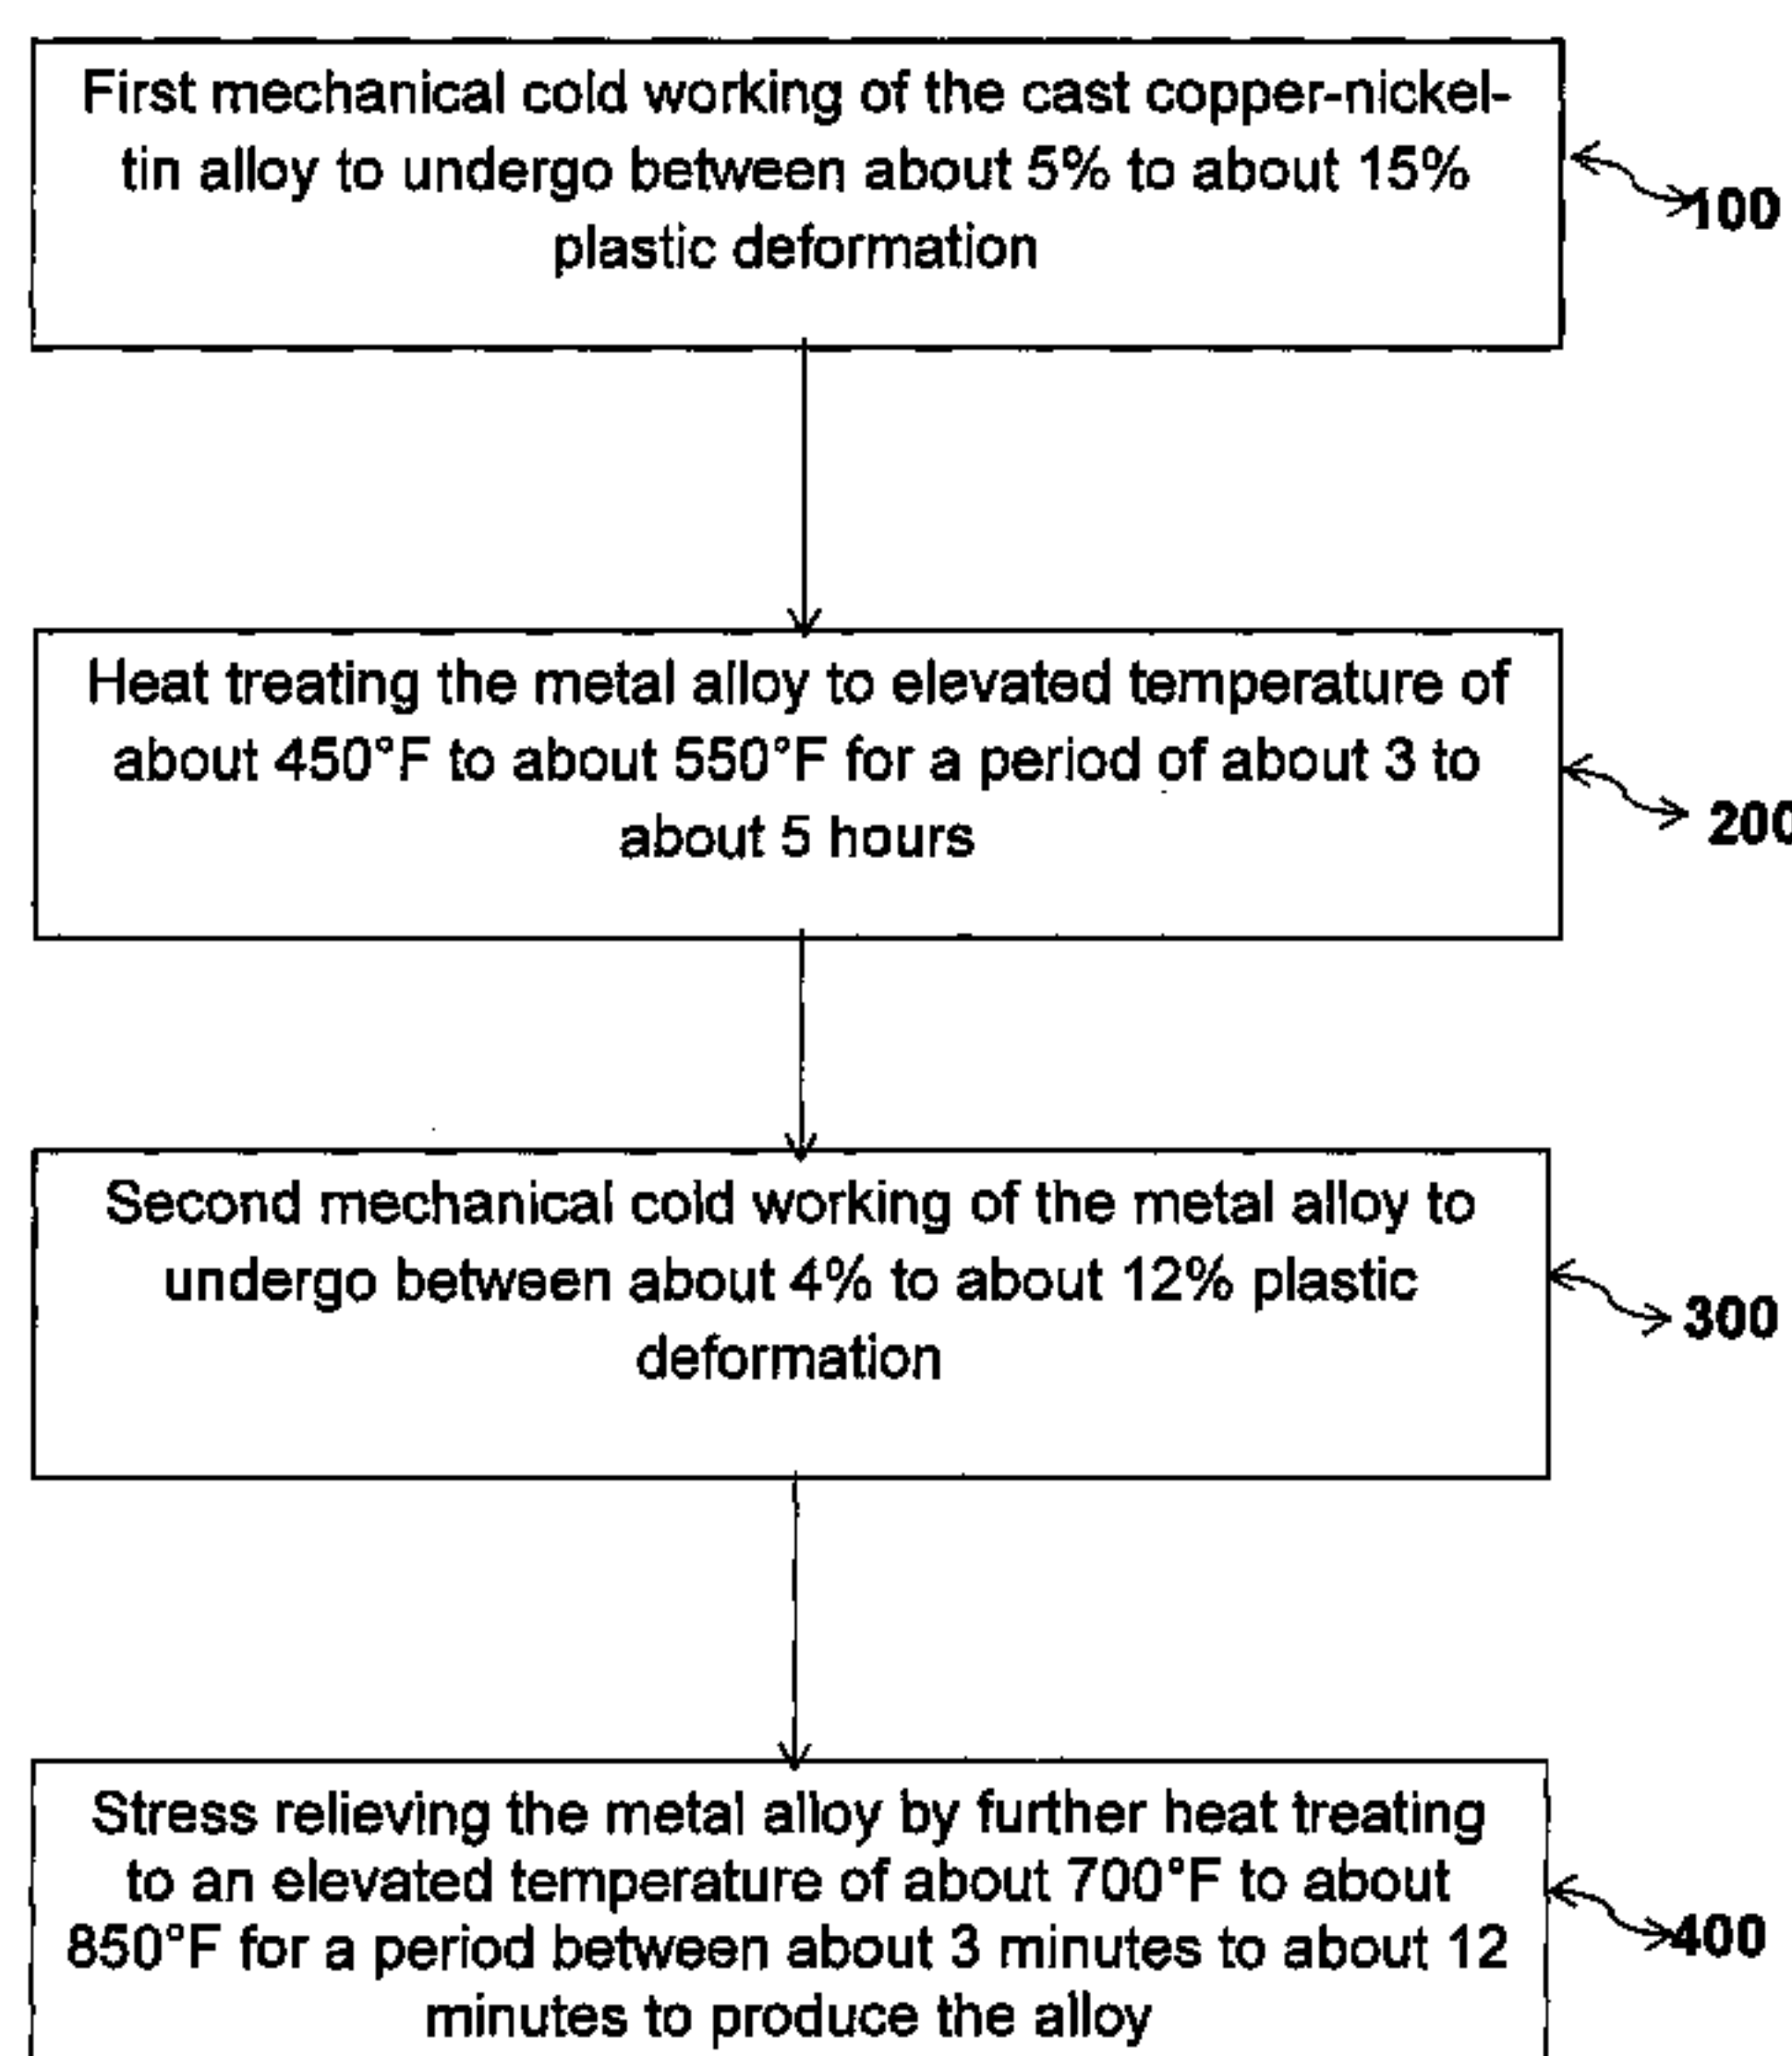 First mechanical cold working of the cast copper-nickel-
tin alloy to undergo between about 5% to about 15%
plastic deformation
100
Heat treating the metal alloy to elevated temperature of
about 450°F to about 550°F for a period of about 3 to
about 5 hours
200
Second mechanical cold working of the metal alloy to
undergo between about 4% to about 12% plastic
deformation
300
Stress relieving the metal alloy by further heat treating
to an elevated temperature of about 700°F to about
850°F for a period between about 3 minutes to about 12
minutes to produce the alloy
400